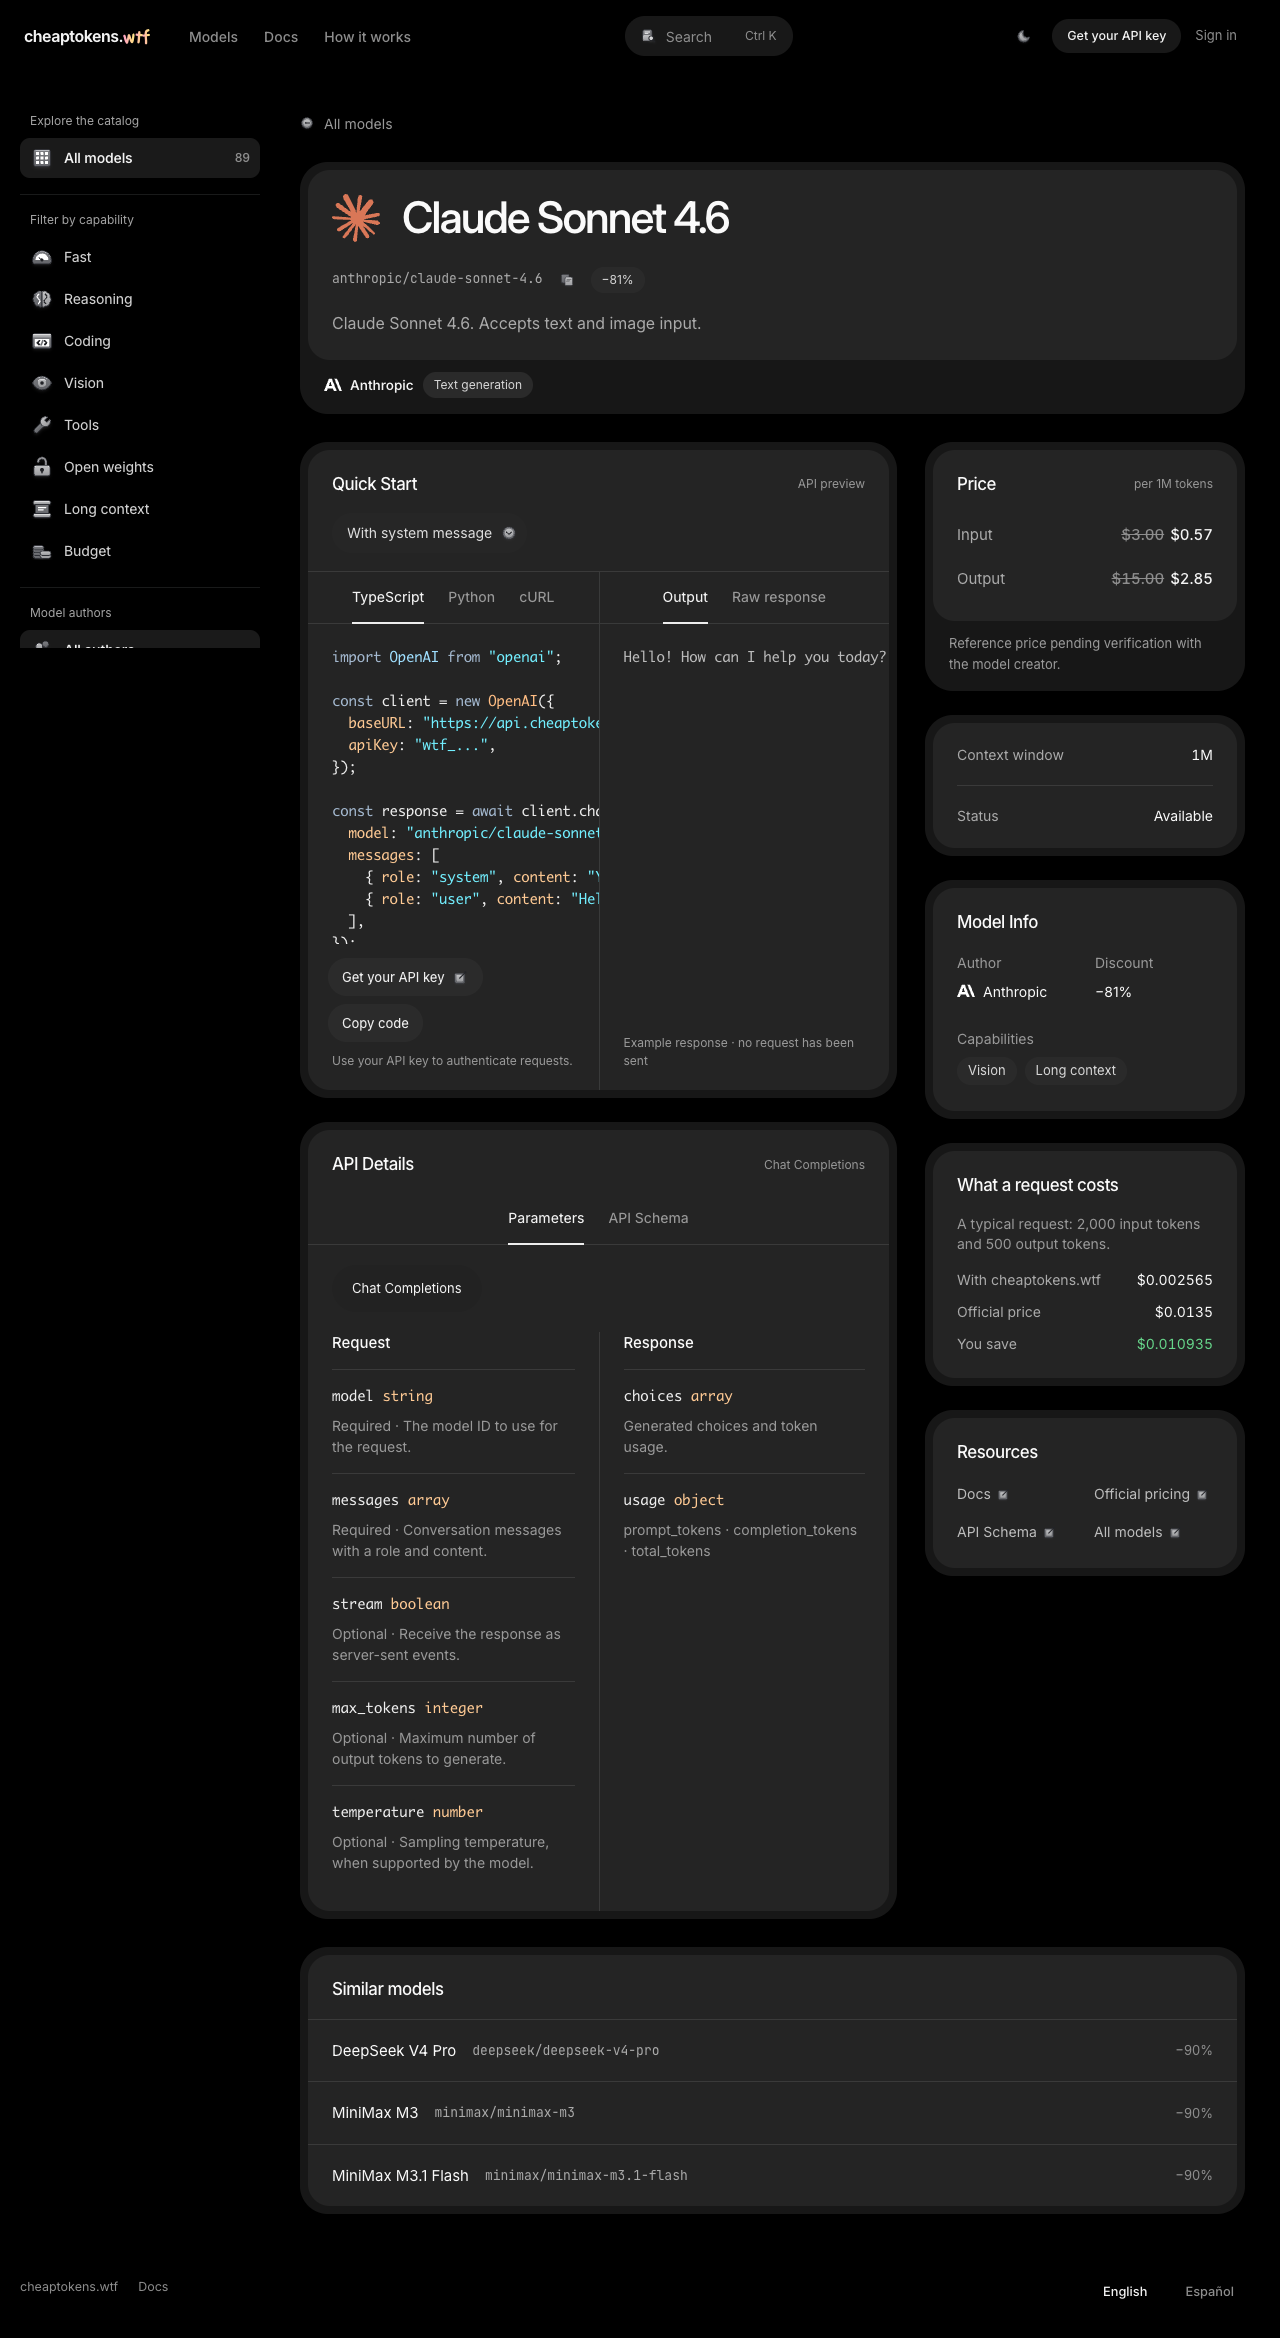 cheaptokens.wtf
Models
Docs
How it works
Search
Ctrl K
Get your API key
Sign in
Explore the catalog
All models
89
Filter by capability
Fast
Reasoning
Coding
Vision
Tools
Open weights
Long context
Budget
Model authors
All authors
All models
Claude Sonnet 4.6
anthropic/claude-sonnet-4.6
−81%
Claude Sonnet 4.6. Accepts text and image input.
Anthropic
Text generation
Quick Start
API preview
With system message
TypeScript
Python
cURL
import OpenAI from "openai";
const client = new OpenAI({
baseURL: "https://api.cheaptoke
apiKey: "wtf_...",
});
const response = await client.cha
model: "anthropic/claude-sonnet
messages: [
{ role: "system", content: "Y
{ role: "user", content: "Hel
],
});
Get your API key
Copy code
Use your API key to authenticate requests.
Output
Raw response
Hello! How can I help you today?
Example response · no request has been
sent
Price
per 1M tokens
Input
$3.00 $0.57
Output
$15.00 $2.85
Reference price pending verification with
the model creator.
Context window
1M
Status
Available
Model Info
Author
Discount
Anthropic
−81%
Capabilities
Vision
Long context
What a request costs
A typical request: 2,000 input tokens
and 500 output tokens.
With cheaptokens.wtf
$0.002565
Official price
$0.0135
You save
$0.010935
Resources
Docs
Official pricing
API Schema
All models
API Details
Chat Completions
Parameters
API Schema
Chat Completions
Request
model string
Required · The model ID to use for
the request.
messages array
Required · Conversation messages
with a role and content.
stream boolean
Optional · Receive the response as
server-sent events.
max_tokens integer
Optional · Maximum number of
output tokens to generate.
temperature number
Optional · Sampling temperature,
when supported by the model.
Response
choices array
Generated choices and token
usage.
usage object
prompt_tokens · completion_tokens
· total_tokens
Similar models
DeepSeek V4 Pro
deepseek/deepseek-v4-pro
−90%
MiniMax M3
minimax/minimax-m3
−90%
MiniMax M3.1 Flash
minimax/minimax-m3.1-flash
−90%
cheaptokens.wtf
Docs
English
Español